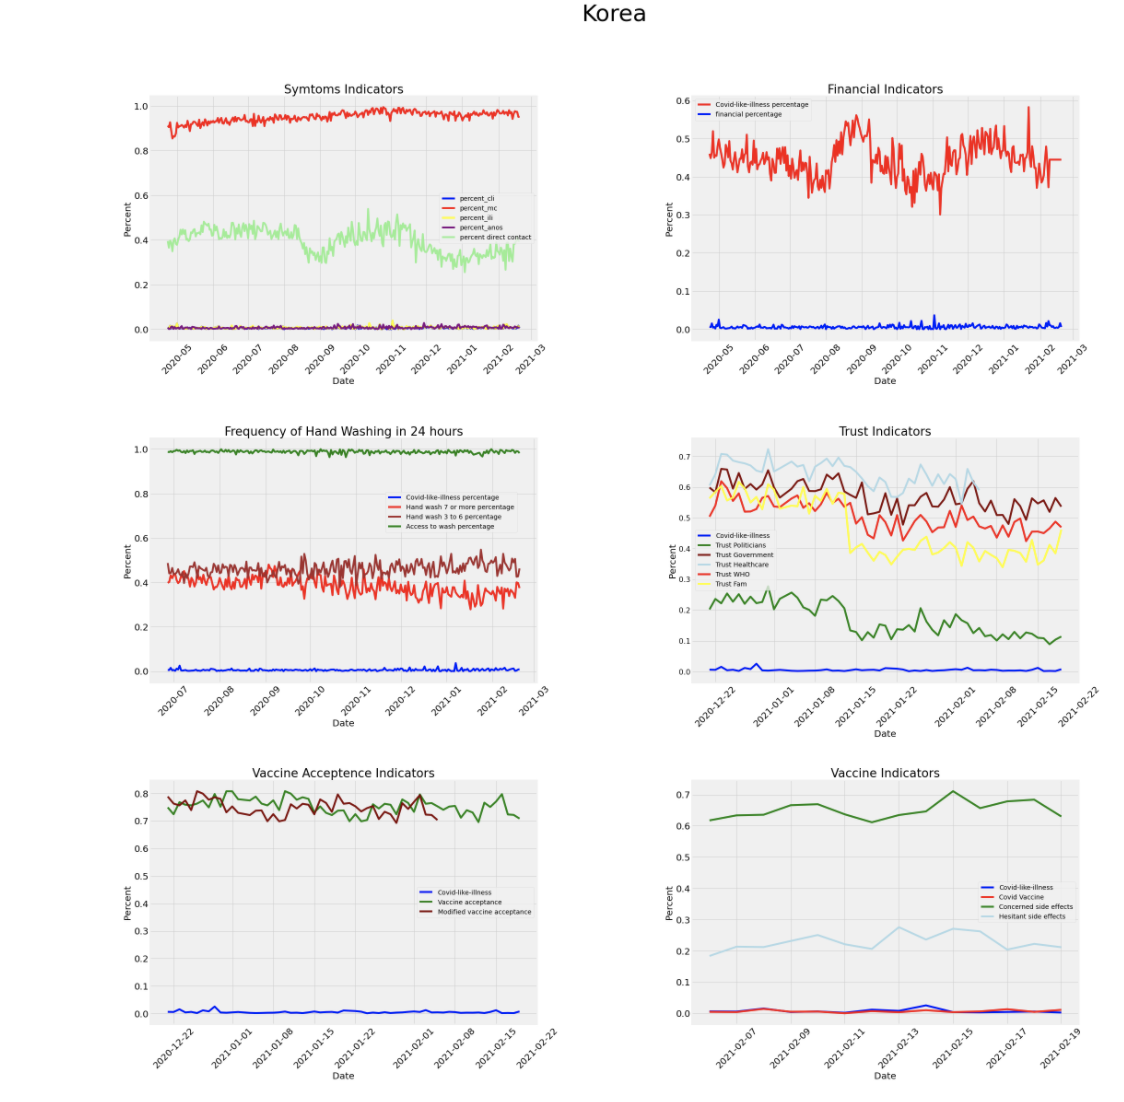 Korea
Symtoms Indicators
1.0
0.8
0.6
0.4
0.2
0.0
Percent
percent_cli
percent_mc
percent_ili
percent_anos
percent direct contact
2020-05
2020-06
2020-07
2020-08
2020-09
2020-10
2020-11
2020-12
2021-01
2021-02
2021-03
Date
Financial Indicators
0.6
0.5
0.4
0.3
0.2
0.1
0.0
Percent
Covid-like-illness percentage
financial percentage
2020-05
2020-06
2020-07
2020-08
2020-09
2020-10
2020-11
2020-12
2021-01
2021-02
2021-03
Date
Frequency of Hand Washing in 24 hours
1.0
0.8
0.6
0.4
0.2
0.0
Percent
Covid-like-illness percentage
Hand wash 7 or more percentage
Hand wash 3 to 6 percentage
Access to wash percentage
2020-07
2020-08
2020-09
2020-10
2020-11
2020-12
2021-01
2021-02
2021-03
Date
Trust Indicators
0.7
0.6
0.5
0.4
0.3
0.2
0.1
0.0
Percent
Covid-like-illness
Trust Politicians
Trust Government
Trust Healthcare
Trust WHO
Trust Fam
2020-12-22
2021-01-01
2021-01-08
2021-01-15
2021-01-22
2021-02-01
2021-02-08
2021-02-15
2021-02-22
Date
Vaccine Acceptence Indicators
0.8
0.7
0.6
0.5
0.4
0.3
0.2
0.1
0.0
Percent
Covid-like-illness
Vaccine acceptance
Modified vaccine acceptance
2020-12-22
2021-01-01
2021-01-08
2021-01-15
2021-01-22
2021-02-01
2021-02-08
2021-02-15
2021-02-22
Date
Vaccine Indicators
0.7
0.6
0.5
0.4
0.3
0.2
0.1
0.0
Percent
Covid-like-illness
Covid Vaccine
Concerned side effects
Hesitant side effects
2021-02-07
2021-02-09
2021-02-11
2021-02-13
2021-02-15
2021-02-17
2021-02-19
Date